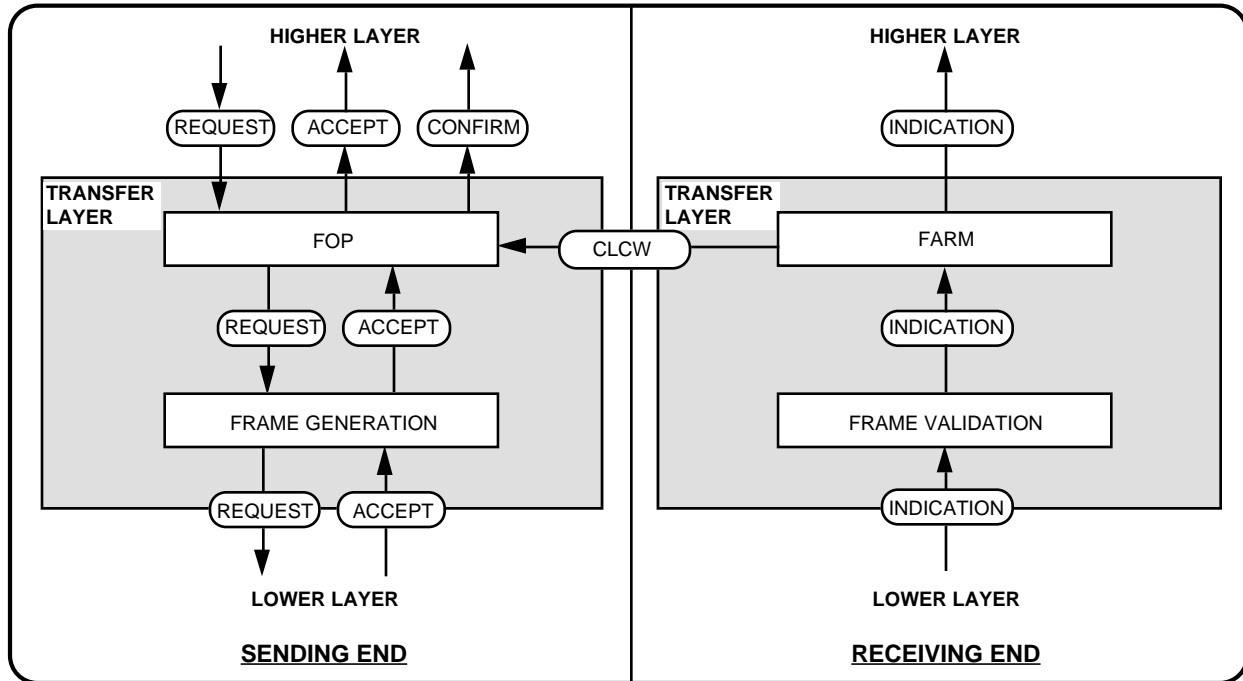 HIGHER LAYER
REQUEST
ACCEPT
CONFIRM
TRANSFER
LAYER
FOP
REQUEST
ACCEPT
FRAME GENERATION
REQUEST
ACCEPT
LOWER LAYER
SENDING END
CLCW
HIGHER LAYER
INDICATION
TRANSFER
LAYER
FARM
INDICATION
FRAME VALIDATION
INDICATION
LOWER LAYER
RECEIVING END